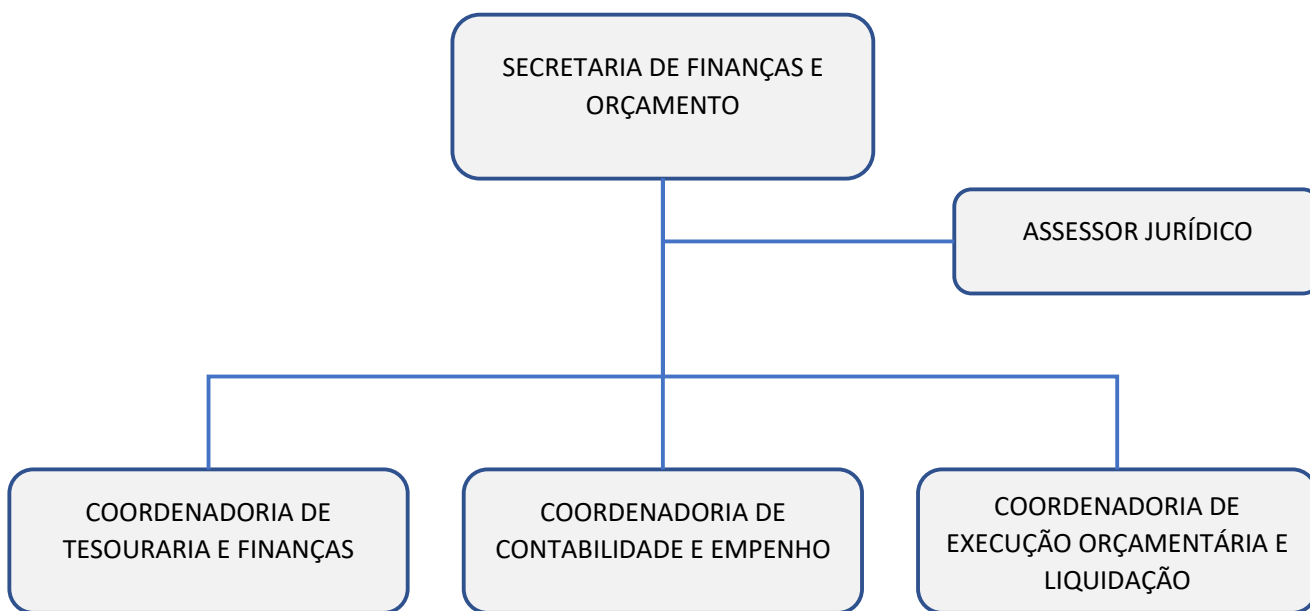 SECRETARIA DE FINANÇAS E
ORÇAMENTO
ASSESSOR JURÍDICO
COORDENADORIA DE
TESOURARIA E FINANÇAS
COORDENADORIA DE
CONTABILIDADE E EMPENHO
COORDENADORIA DE
EXECUÇÃO ORÇAMENTÁRIA E
LIQUIDAÇÃO